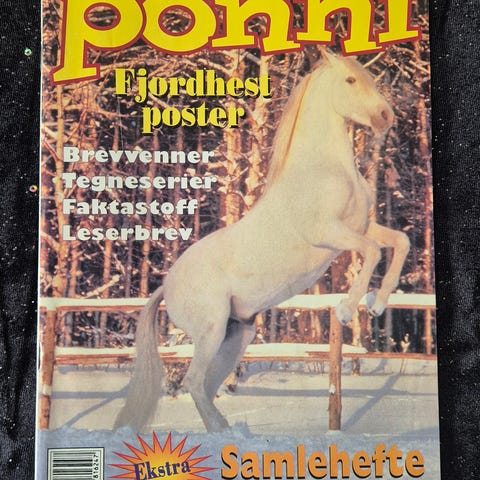 ponni
Fjordhest
poster
Brevvenner
Tegneserier
Faktastoff
Leserbrev
Ekstra
Samlehefte